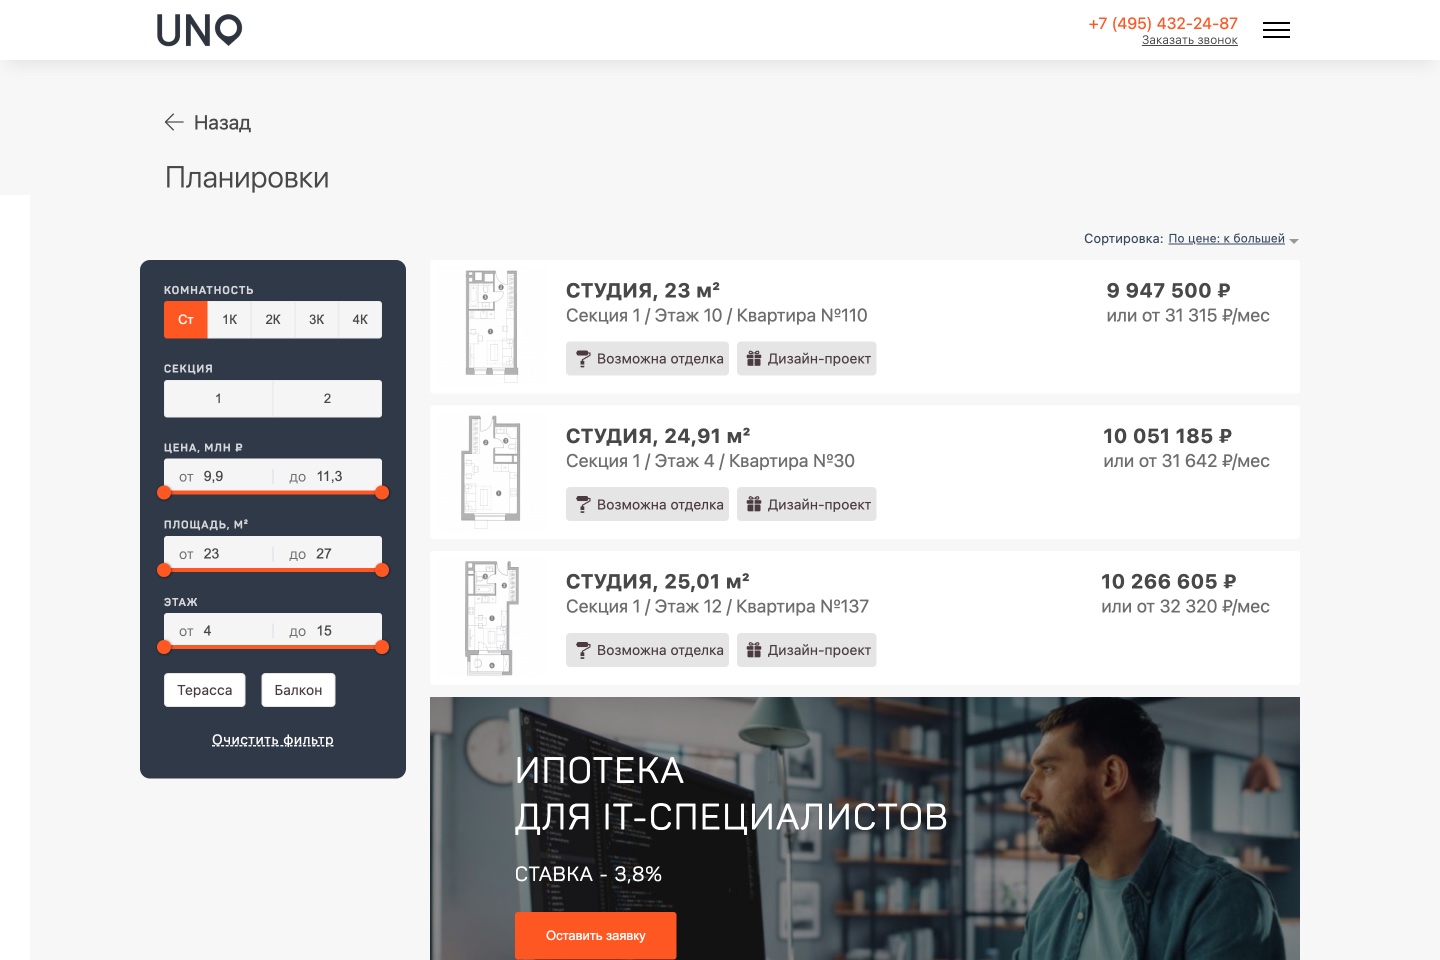 UNO
+7 (495) 432-24-87
Заказать звонок
Назад
Планировки
Сортировка: По цене: к большей
КОМНАТНОСТЬ
Ст 1К 2К 3К 4К
СЕКЦИЯ
1 2
ЦЕНА, МЛН ₽
от 9,9 до 11,3
ПЛОЩАДЬ, М²
от 23 до 27
ЭТАЖ
от 4 до 15
Терасса Балкон
Очистить фильтр
СТУДИЯ, 23 м²
9 947 500 ₽
Секция 1 / Этаж 10 / Квартира №110
или от 31 315 ₽/мес
Возможна отделка Дизайн-проект
СТУДИЯ, 24,91 м²
10 051 185 ₽
Секция 1 / Этаж 4 / Квартира №30
или от 31 642 ₽/мес
Возможна отделка Дизайн-проект
СТУДИЯ, 25,01 м²
10 266 605 ₽
Секция 1 / Этаж 12 / Квартира №137
или от 32 320 ₽/мес
Возможна отделка Дизайн-проект
ИПОТЕКА
ДЛЯ IT-СПЕЦИАЛИСТОВ
СТАВКА - 3,8%
Оставить заявку